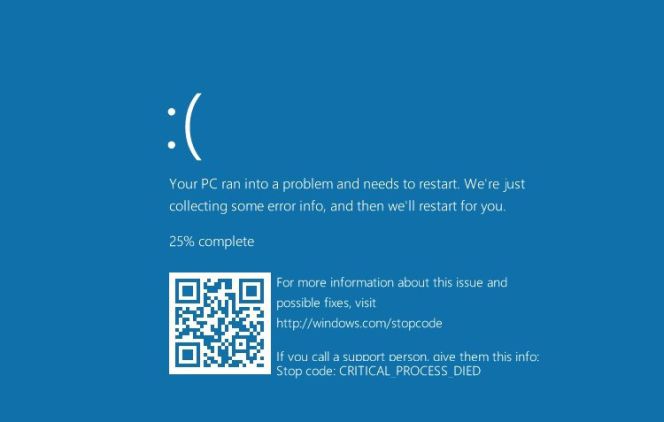 :(
Your PC ran into a problem and needs to restart. We're just
collecting some error info, and then we'll restart for you.
25% complete
For more information about this issue and
possible fixes, visit
http://windows.com/stopcode
If you call a support person, give them this info:
Stop code: CRITICAL_PROCESS_DIED